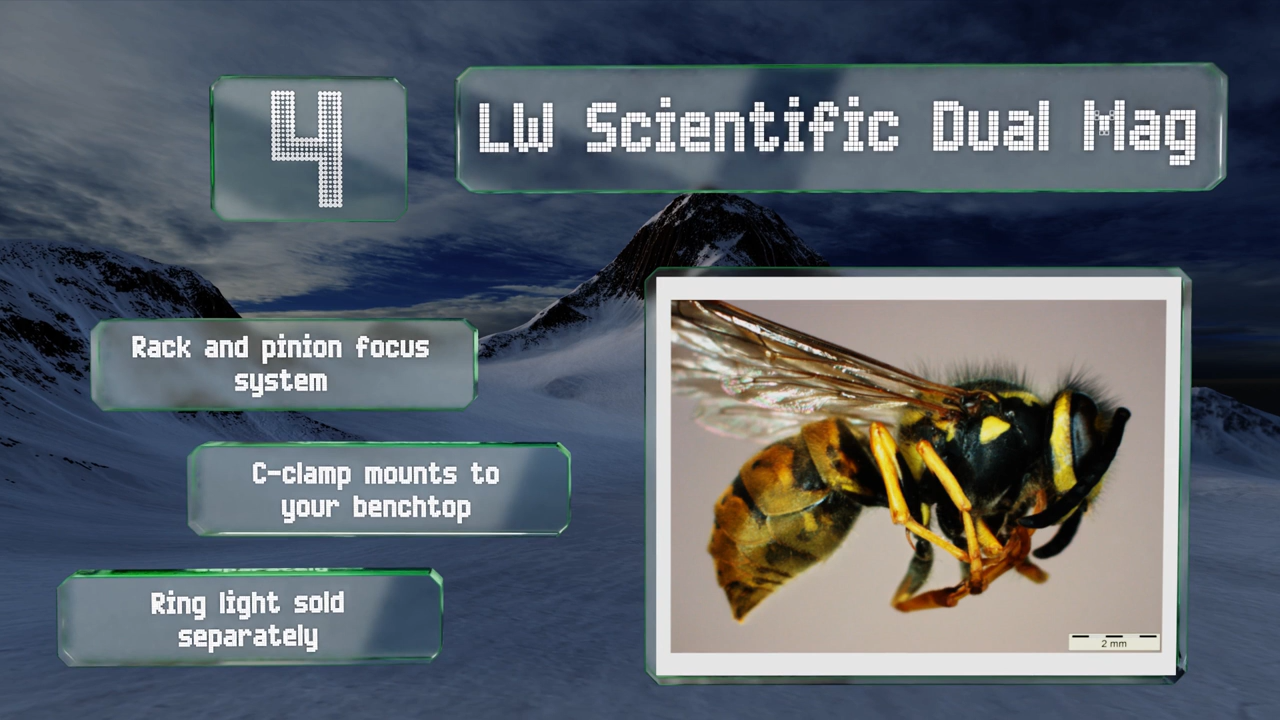 4
LW Scientific Dual Mag
Rack and pinion focus
system
C-clamp mounts to
your benchtop
separately
Ring light sold
separately
2 mm